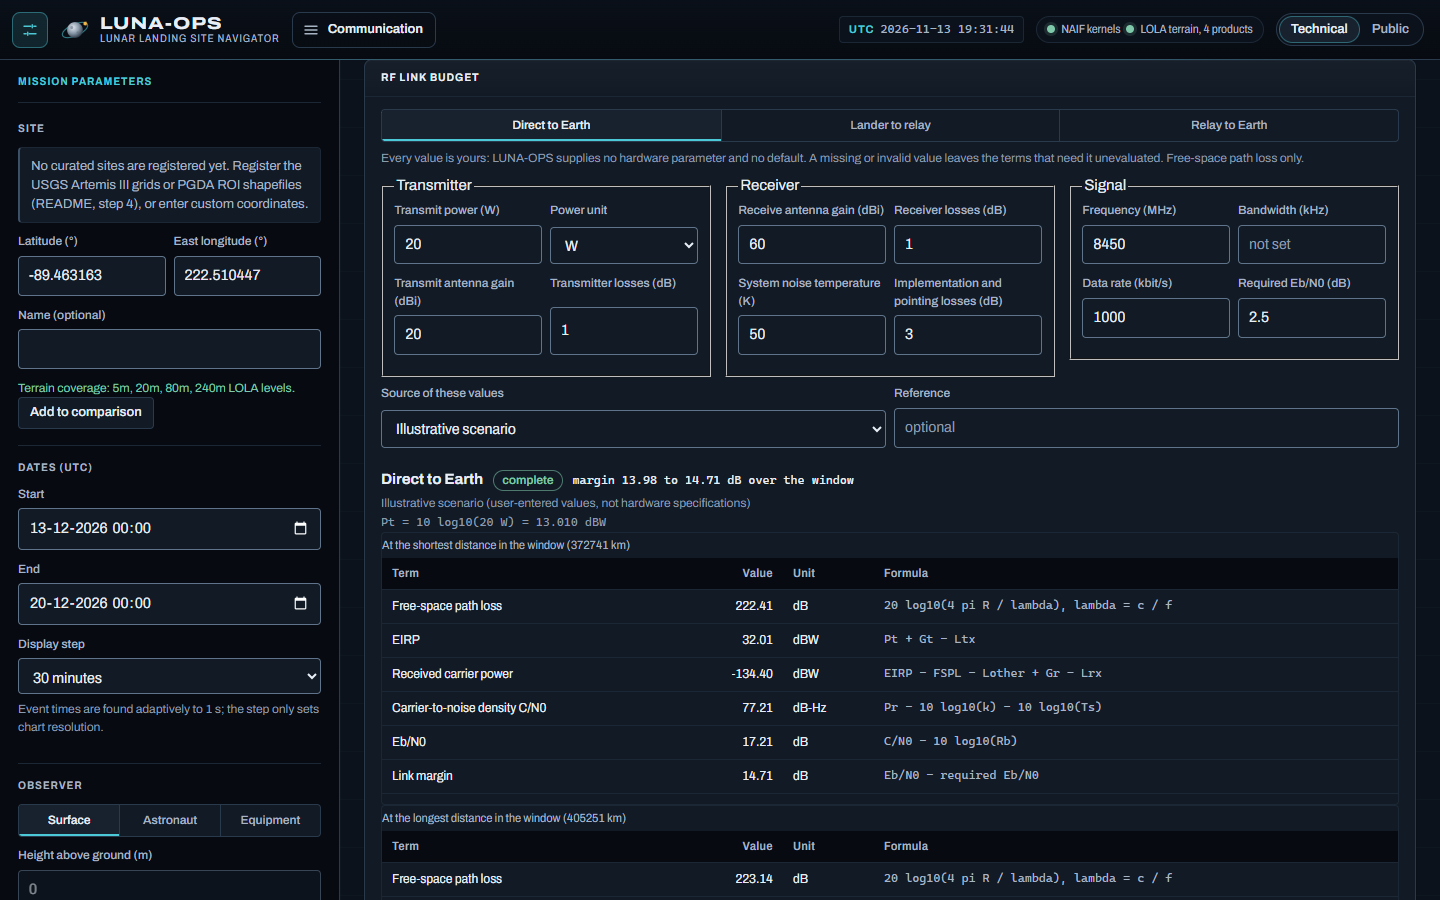 LUNA-OPS
LUNAR LANDING SITE NAVIGATOR
Communication
UTC 2026-11-13 19:31:44
NAIF kernels
LOLA terrain, 4 products
Technical
Public
MISSION PARAMETERS
SITE
No curated sites are registered yet. Register the
USGS Artemis III grids or PGDA ROI shapefiles
(README, step 4), or enter custom coordinates.
Latitude (°)
East longitude (°)
-89.463163
222.510447
Name (optional)
Terrain coverage: 5m, 20m, 80m, 240m LOLA levels.
Add to comparison
DATES (UTC)
Start
13-12-2026 00:00
End
20-12-2026 00:00
Display step
30 minutes
Event times are found adaptively to 1 s; the step only sets
chart resolution.
OBSERVER
Surface
Astronaut
Equipment
Height above ground (m)
0
RF LINK BUDGET
Direct to Earth
Lander to relay
Relay to Earth
Every value is yours: LUNA-OPS supplies no hardware parameter and no default. A missing or invalid value leaves the terms that need it unevaluated. Free-space path loss only.
Transmitter
Transmit power (W)
Power unit
20
W
Transmit antenna gain
(dBi)
Transmitter losses (dB)
20
1
Receiver
Receive antenna gain (dBi)
Receiver losses (dB)
60
1
System noise temperature
(K)
Implementation and
pointing losses (dB)
50
3
Signal
Frequency (MHz)
Bandwidth (kHz)
8450
not set
Data rate (kbit/s)
Required Eb/N0 (dB)
1000
2.5
Source of these values
Reference
Illustrative scenario
optional
Direct to Earth complete margin 13.98 to 14.71 dB over the window
Illustrative scenario (user-entered values, not hardware specifications)
Pt = 10 log10(20 W) = 13.010 dBW
At the shortest distance in the window (372741 km)
Term Value Unit Formula
Free-space path loss 222.41 dB 20 log10(4 pi R / lambda), lambda = c / f
EIRP 32.01 dBW Pt + Gt - Ltx
Received carrier power -134.40 dBW EIRP - FSPL - Lother + Gr - Lrx
Carrier-to-noise density C/N0 77.21 dB-Hz Pr - 10 log10(k) - 10 log10(Ts)
Eb/N0 17.21 dB C/N0 - 10 log10(Rb)
Link margin 14.71 dB Eb/N0 - required Eb/N0
At the longest distance in the window (405251 km)
Term Value Unit Formula
Free-space path loss 223.14 dB 20 log10(4 pi R / lambda), lambda = c / f